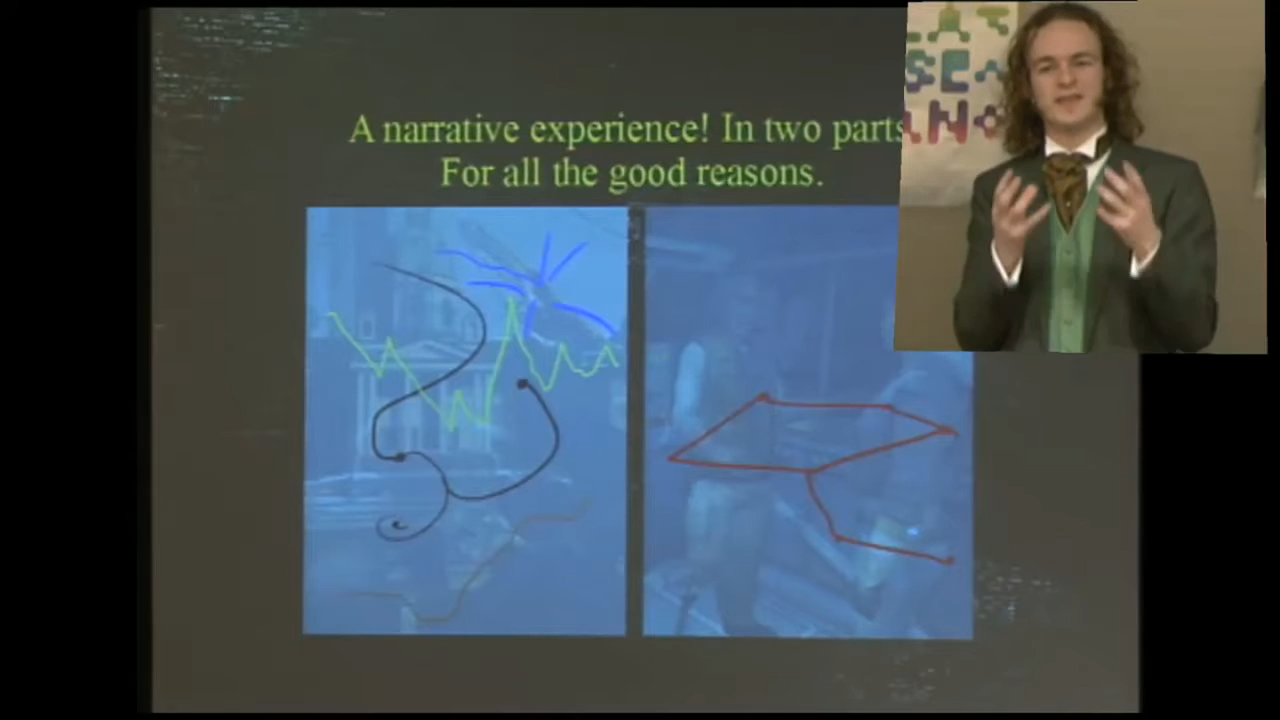 A narrative experience! In two parts
For all the good reasons.